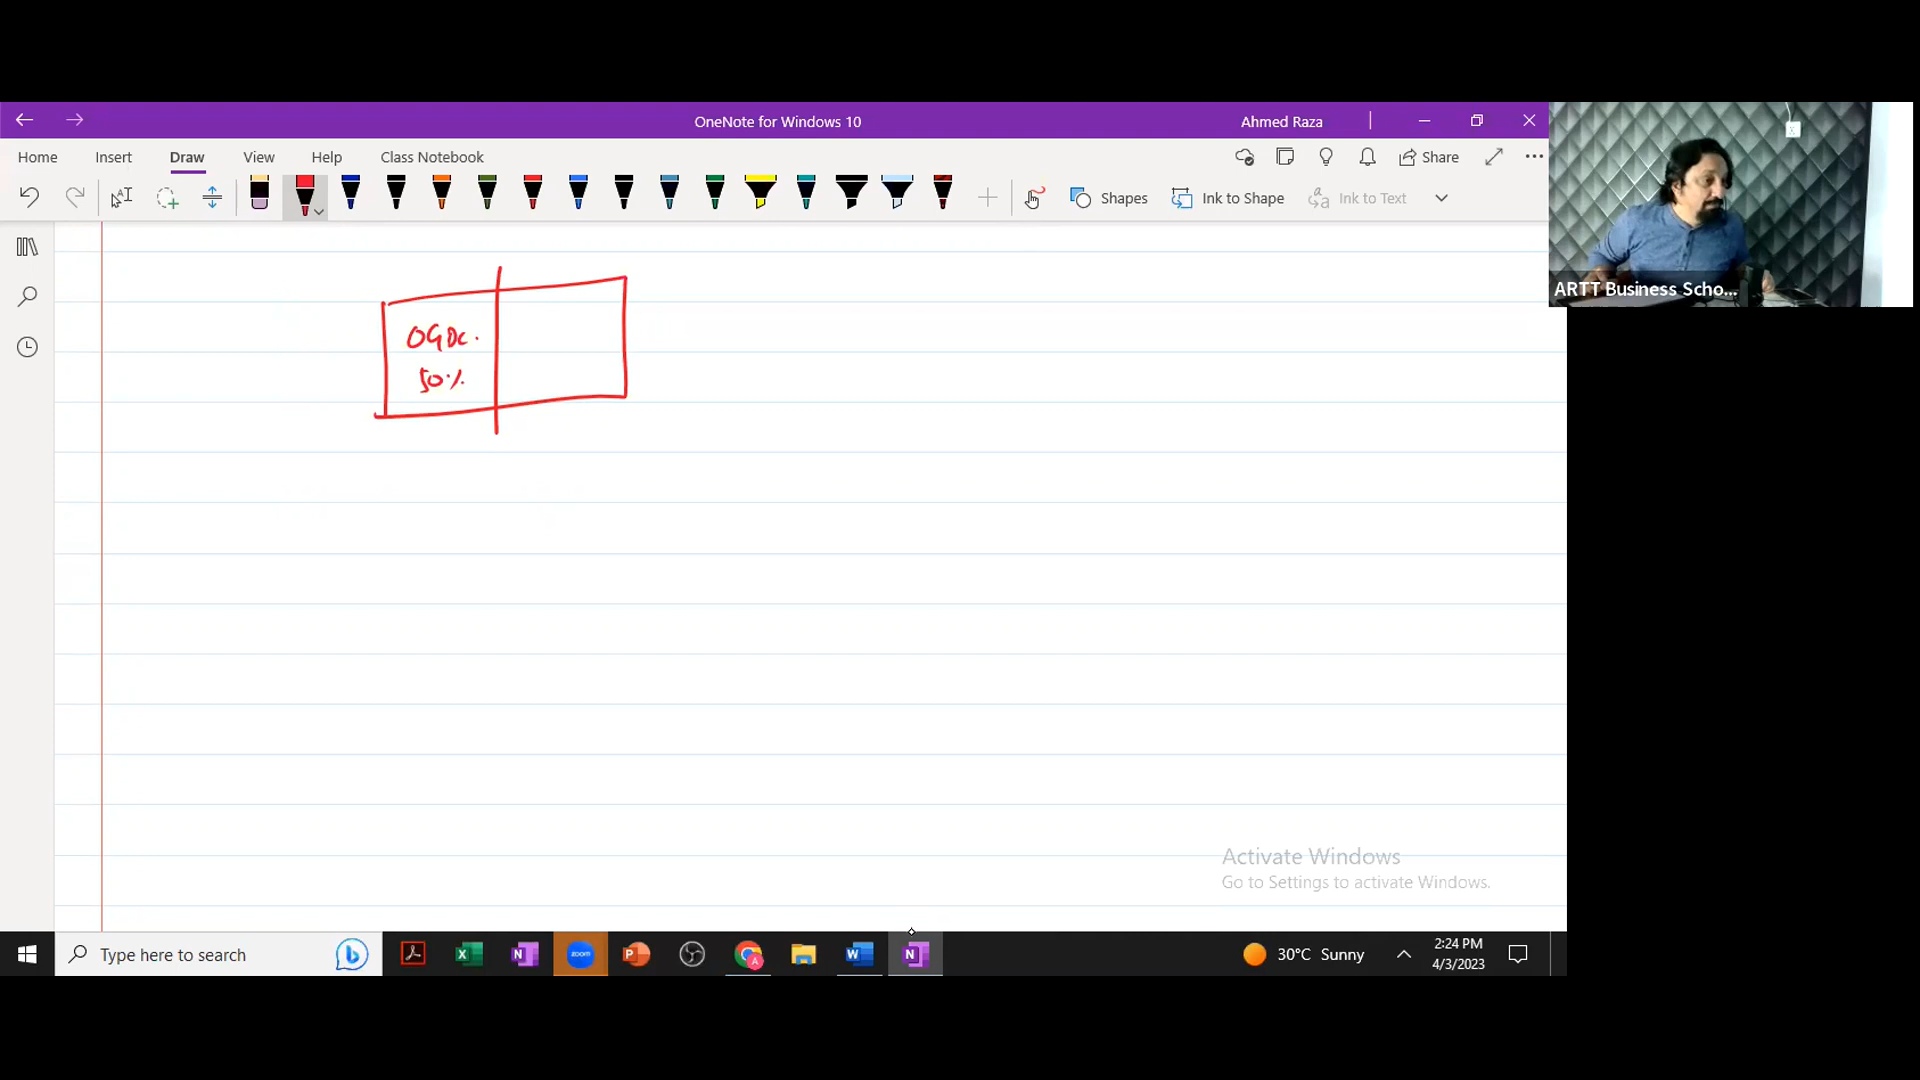 OneNote for Windows 10
Ahmed Raza
Home Insert Draw View Help Class Notebook
Share
Shapes Ink to Shape Ink to Text
ARTT Business Scho...
OGDC.
50%
Activate Windows
Go to Settings to activate Windows.
Type here to search
zoom
30°C Sunny
2:24 PM
4/3/2023